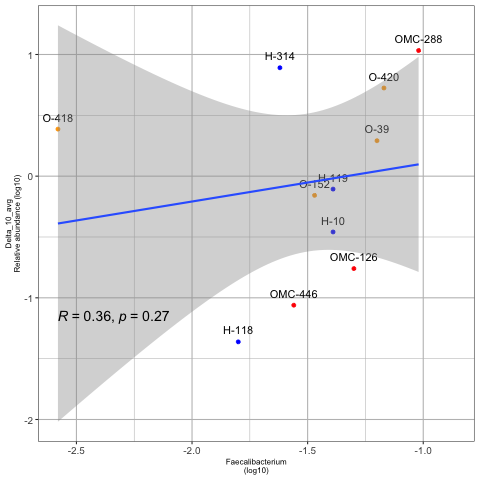 OMC-288
H-314
O-420
O-418
O-39
H-119
O-152
H-10
OMC-126
OMC-446
R = 0.36, p = 0.27
H-118
1
0
-1
-2
-2.5
-2.0
-1.5
-1.0
Delta_10_avg
Relative abundance (log10)
Faecalibacterium
(log10)